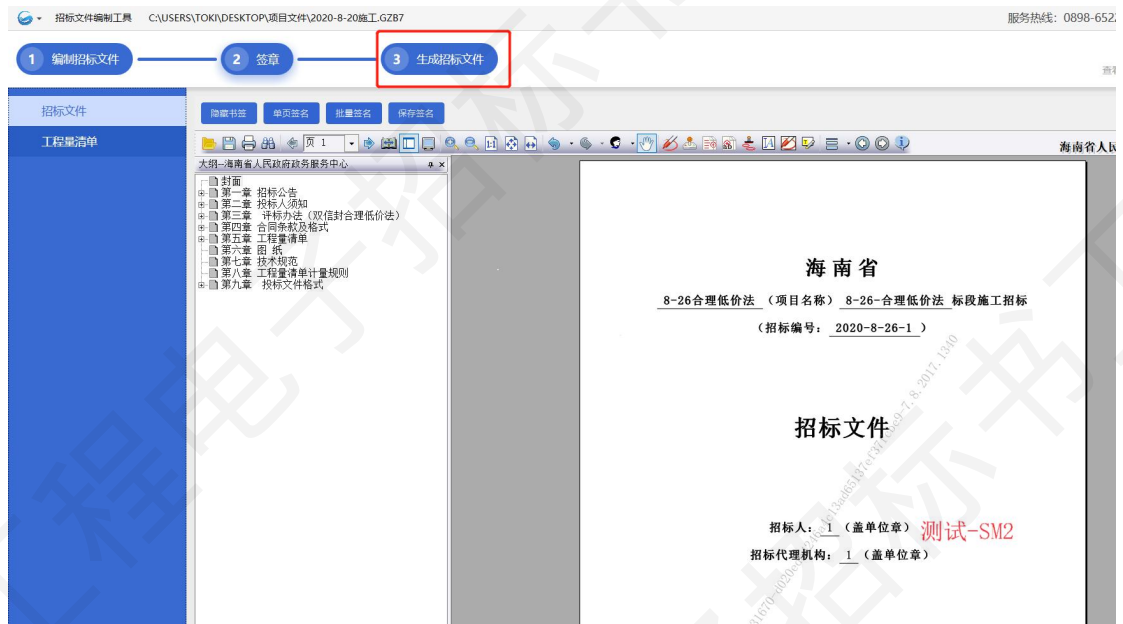 招标文件编制工具 C:\USERS\TOKI\DESKTOP\项目文件\2020-8-20施工.GZB7
服务热线：0898-652
1 编制招标文件
2 签章
3 生成招标文件
查看
招标文件
工程量清单
隐藏书签 单页签名 批量签名 保存签名
页 1
1:1
大纲--海南省人民政府政务服务中心
封面
第一章 招标公告
第二章 投标人须知
第三章 评标办法（双信封合理低价法）
第四章 合同条款及格式
第五章 工程量清单
第六章 图 纸
第七章 技术规范
第八章 工程量清单计量规则
第九章 投标文件格式
海南省人民
海南省
8-26合理低价法 （项目名称） 8-26-合理低价法 标段施工招标
（招标编号： 2020-8-26-1 ）
招标文件
招标人： 1 （盖单位章） 测试-SM2
招标代理机构： 1 （盖单位章）
工程电子招标书